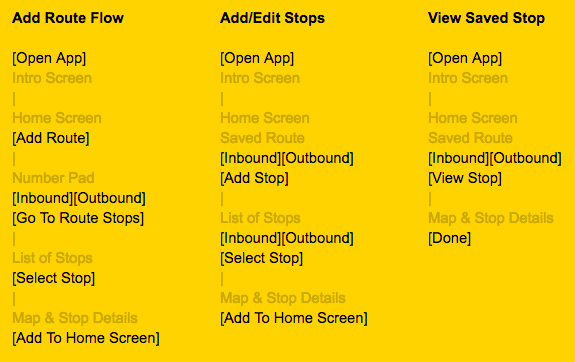 Add Route Flow
[Open App]
Intro Screen
|
Home Screen
[Add Route]
|
Number Pad
[Inbound][Outbound]
[Go To Route Stops]
|
List of Stops
[Select Stop]
|
Map & Stop Details
[Add To Home Screen]
Add/Edit Stops
[Open App]
Intro Screen
|
Home Screen
Saved Route
[Inbound][Outbound]
[Add Stop]
|
List of Stops
[Inbound][Outbound]
[Select Stop]
|
Map & Stop Details
[Add To Home Screen]
View Saved Stop
[Open App]
Intro Screen
|
Home Screen
Saved Route
[Inbound][Outbound]
[View Stop]
|
Map & Stop Details
[Done]